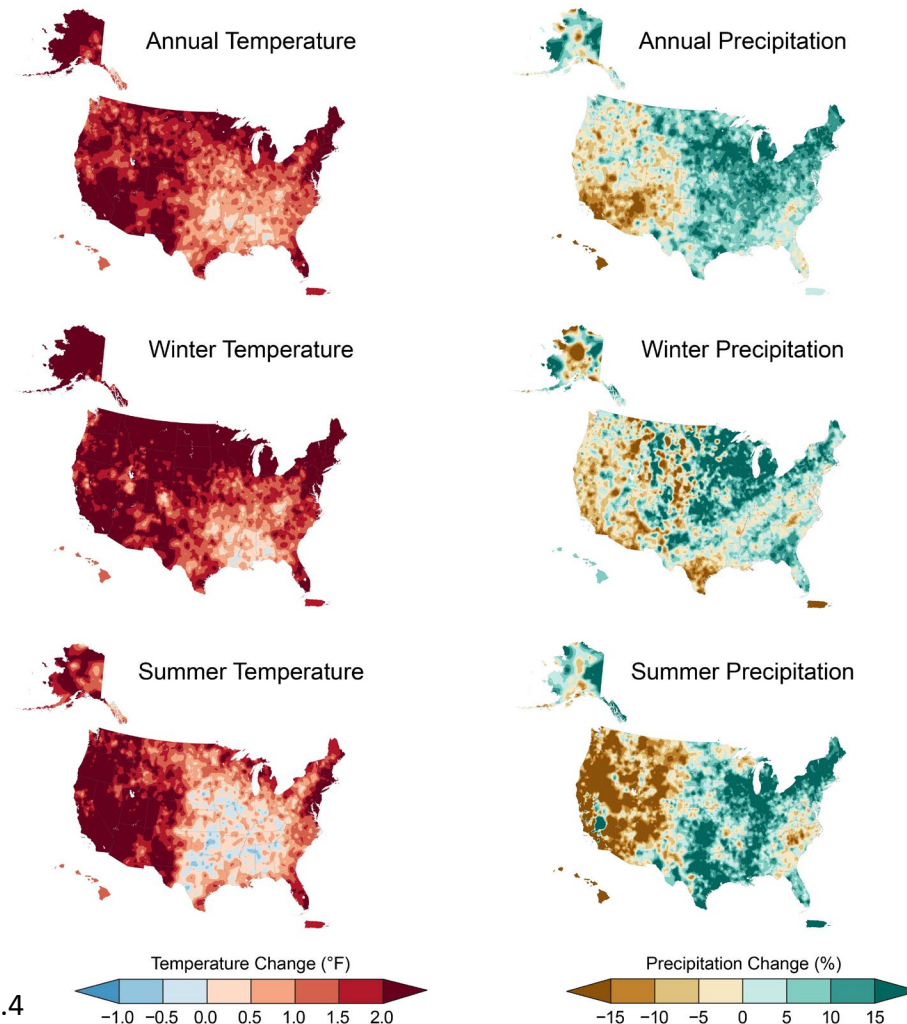 Annual Temperature
Annual Precipitation
Winter Temperature
Winter Precipitation
Summer Temperature
Summer Precipitation
Temperature Change (°F)
−1.0 −0.5 0.0 0.5 1.0 1.5 2.0
Precipitation Change (%)
−15 −10 −5 0 5 10 15
.4